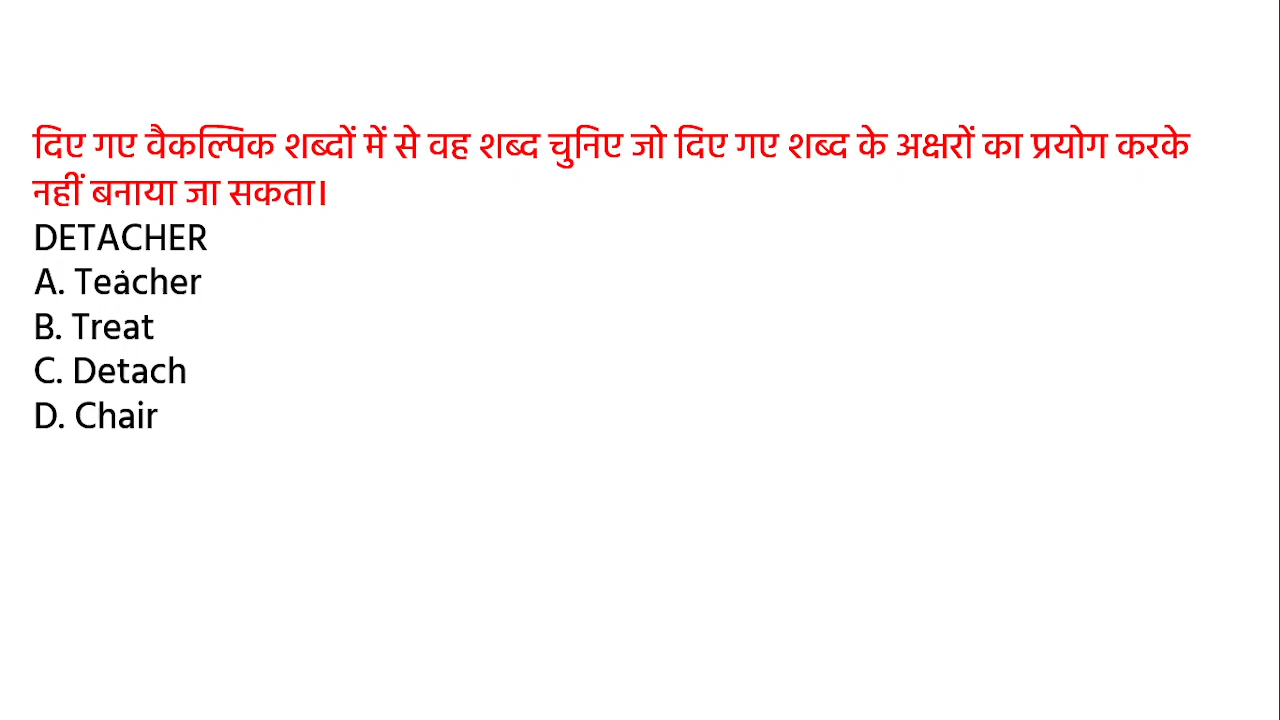 दिए गए वैकल्पिक शब्दों में से वह शब्द चुनिए जो दिए गए शब्द के अक्षरों का प्रयोग करके
नहीं बनाया जा सकता।
DETACHER
A. Teacher
B. Treat
C. Detach
D. Chair